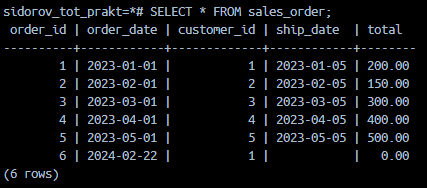 sidorov_tot_prakt=*# SELECT * FROM sales_order;
 order_id | order_date | customer_id | ship_date  | total
----------+------------+-------------+------------+--------
        1 | 2023-01-01 |           1 | 2023-01-05 | 200.00
        2 | 2023-02-01 |           2 | 2023-02-05 | 150.00
        3 | 2023-03-01 |           3 | 2023-03-05 | 300.00
        4 | 2023-04-01 |           4 | 2023-04-05 | 400.00
        5 | 2023-05-01 |           5 | 2023-05-05 | 500.00
        6 | 2024-02-22 |           1 |            |   0.00
(6 rows)